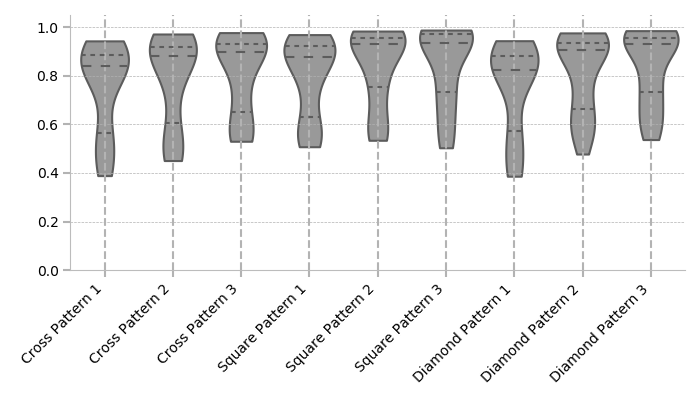 1.0
0.8
0.6
0.4
0.2
0.0
Cross Pattern 1
Cross Pattern 2
Cross Pattern 3
Square Pattern 1
Square Pattern 2
Square Pattern 3
Diamond Pattern 1
Diamond Pattern 2
Diamond Pattern 3